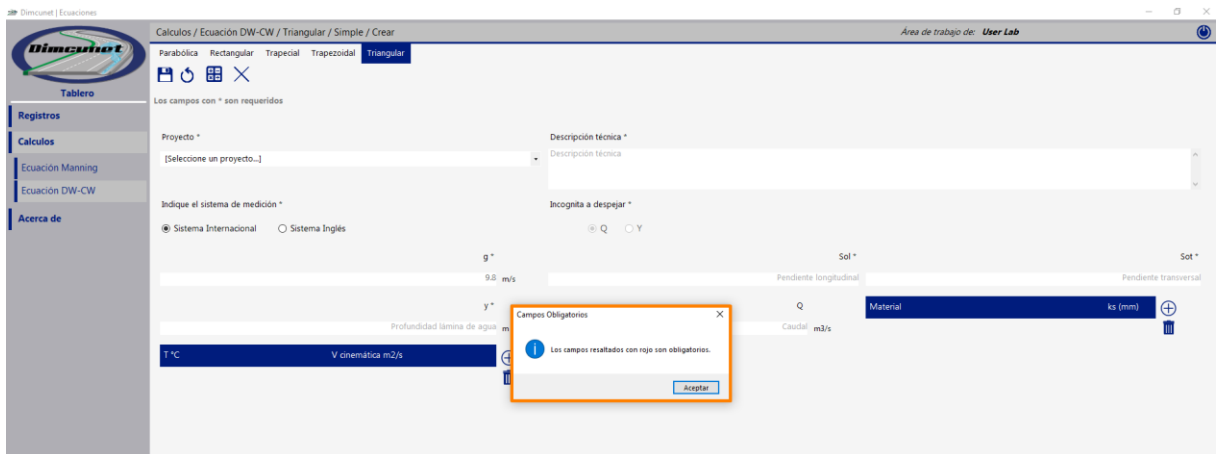 Dimcunet | Ecuaciones
Dimcunet
Tablero
Registros
Calculos
Ecuación Manning
Ecuación DW-CW
Acerca de
Calculos / Ecuación DW-CW / Triangular / Simple / Crear
Área de trabajo de: User Lab
Parabólica Rectangular Trapecial Trapezoidal Triangular
Los campos con * son requeridos
Proyecto *
Descripción técnica *
[Seleccione un proyecto...]
Descripción técnica
Indique el sistema de medición *
Incognita a despejar *
Sistema Internacional Sistema Inglés
Q Y
g * Sol * Sot *
9.8 m/s Pendiente longitudinal Pendiente transversal
y * Q Material ks (mm)
Profundidad lámina de agua m Caudal m3/s
T °C V cinemática m2/s
Campos Obligatorios
Los campos resaltados con rojo son obligatorios.
Aceptar